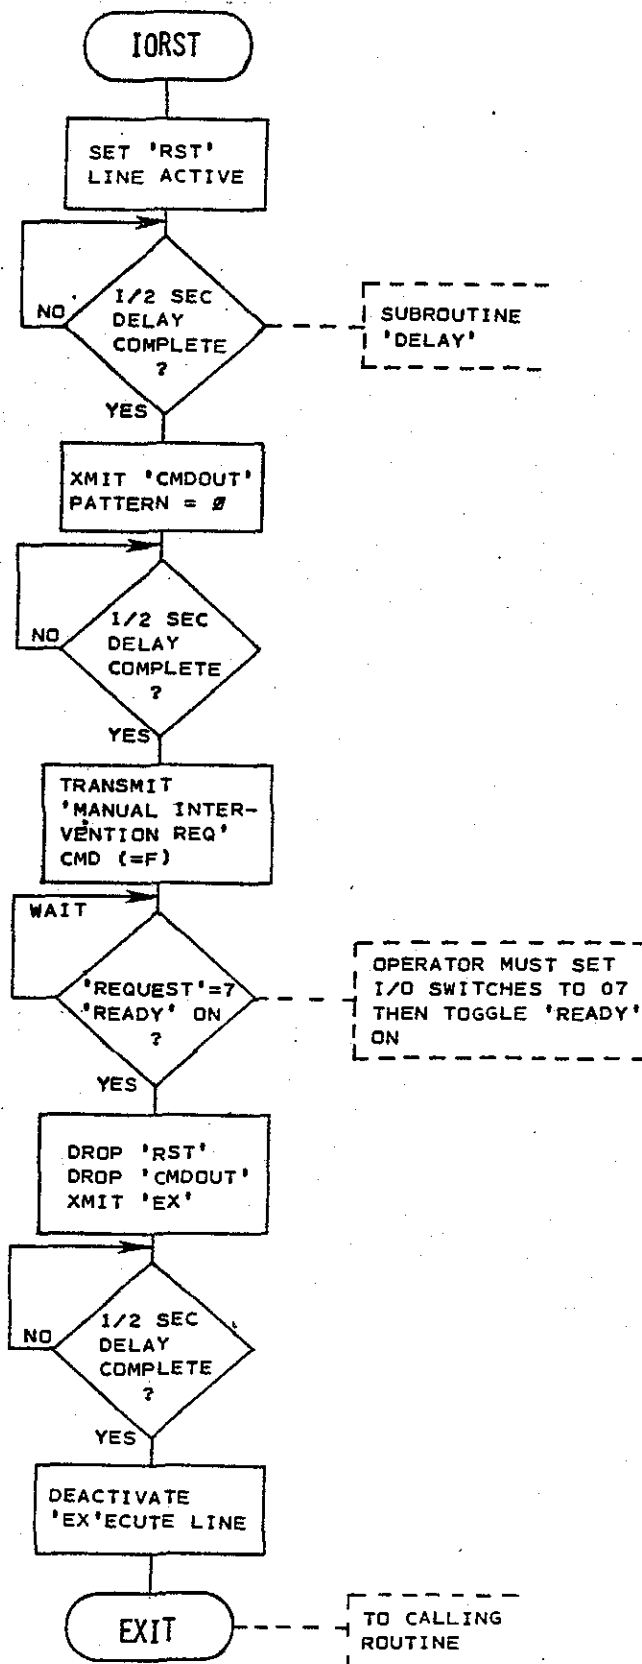 IORST
SET 'RST'
LINE ACTIVE
1/2 SEC
DELAY
COMPLETE
?
NO
YES
SUBROUTINE
'DELAY'
XMIT 'CMDOUT'
PATTERN = Ø
1/2 SEC
DELAY
COMPLETE
?
NO
YES
TRANSMIT
'MANUAL INTER-
VENTION REQ'
CMD (=F)
WAIT
'REQUEST'=7
'READY' ON
?
YES
OPERATOR MUST SET
I/O SWITCHES TO 07
THEN TOGGLE 'READY'
ON
DROP 'RST'
DROP 'CMDOUT'
XMIT 'EX'
1/2 SEC
DELAY
COMPLETE
?
NO
YES
DEACTIVATE
'EX'ECUTE LINE
EXIT
TO CALLING
ROUTINE